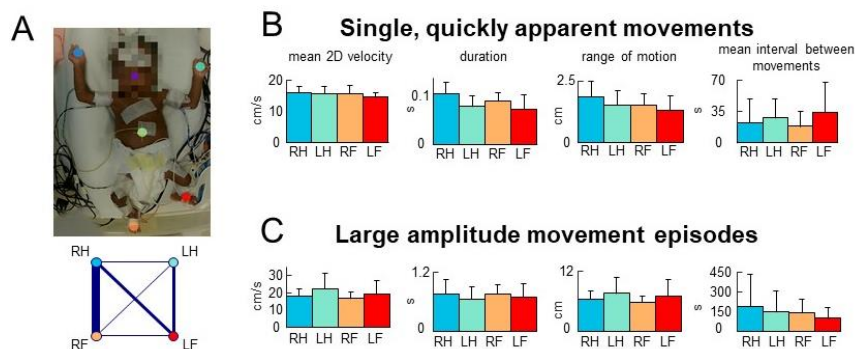 A
RH LH
RF LF
B Single, quickly apparent movements
mean 2D velocity duration range of motion mean interval between
movements
20
10
0
cm/s
RH LH RF LF
0.1
0
s
RH LH RF LF
2.5
0
cm
RH LH RF LF
70
35
0
s
RH LH RF LF
C Large amplitude movement episodes
30
20
10
0
cm/s
RH LH RF LF
1.2
0
s
RH LH RF LF
12
0
cm
RH LH RF LF
450
300
150
0
s
RH LH RF LF